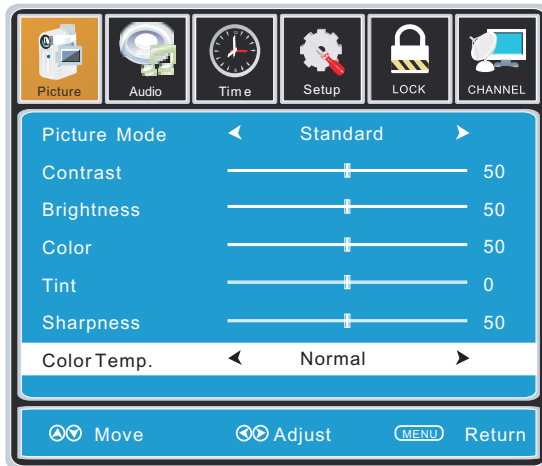 Picture Audio Time Setup LOCK CHANNEL
Picture Mode Standard
Contrast 50
Brightness 50
Color 50
Tint 0
Sharpness 50
Color Temp. Normal
Move Adjust MENU Return